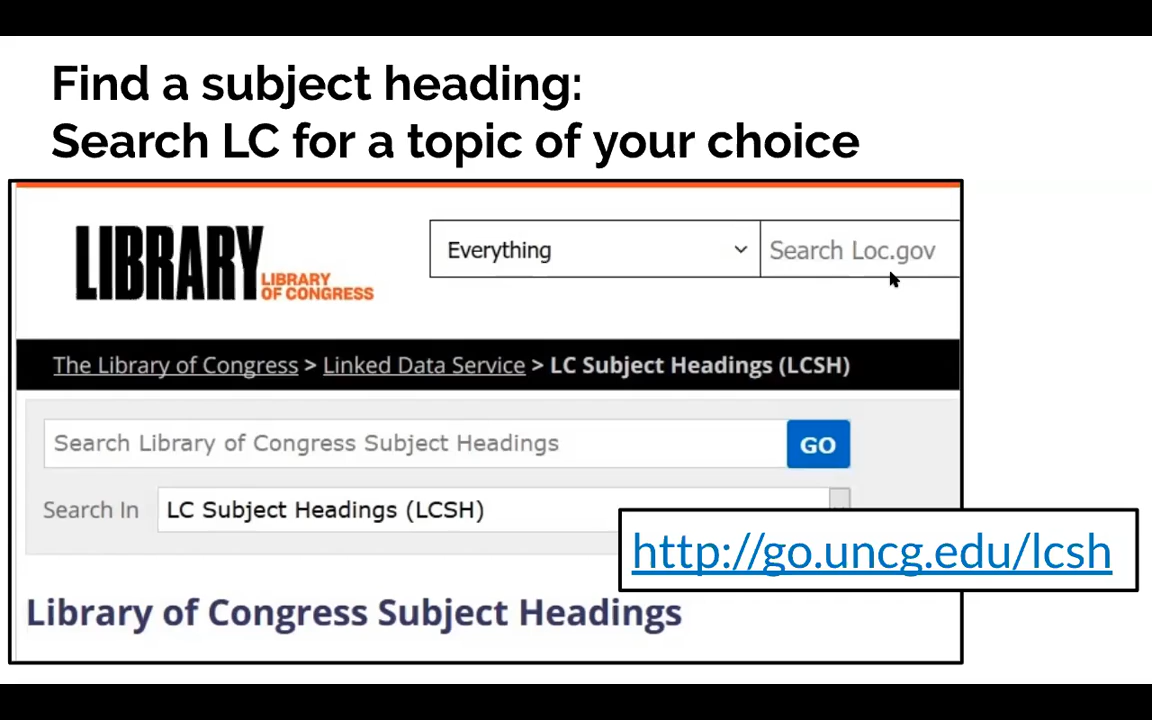 Find a subject heading:
Search LC for a topic of your choice
LIBRARY
LIBRARY
OF CONGRESS
Everything
Search Loc.gov
The Library of Congress > Linked Data Service > LC Subject Headings (LCSH)
Search Library of Congress Subject Headings
GO
Search In
LC Subject Headings (LCSH)
http://go.uncg.edu/lcsh
Library of Congress Subject Headings